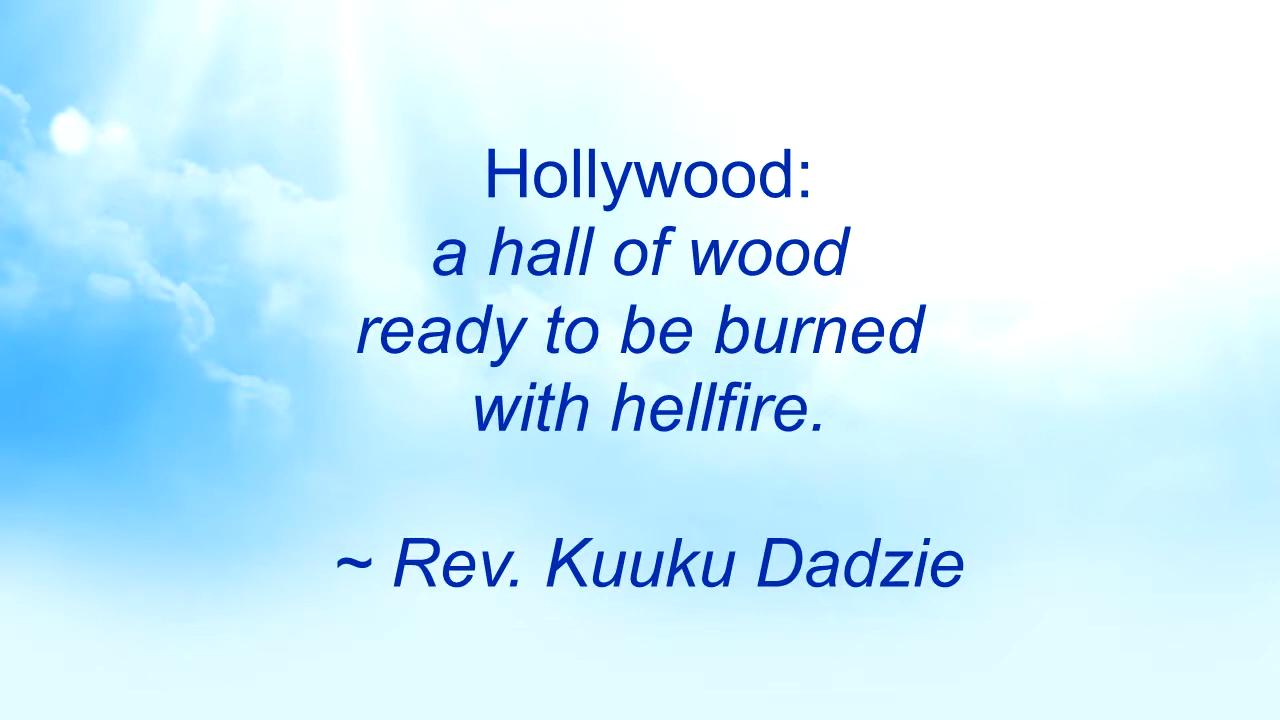 Hollywood:
a hall of wood
ready to be burned
with hellfire.
~ Rev. Kuuku Dadzie